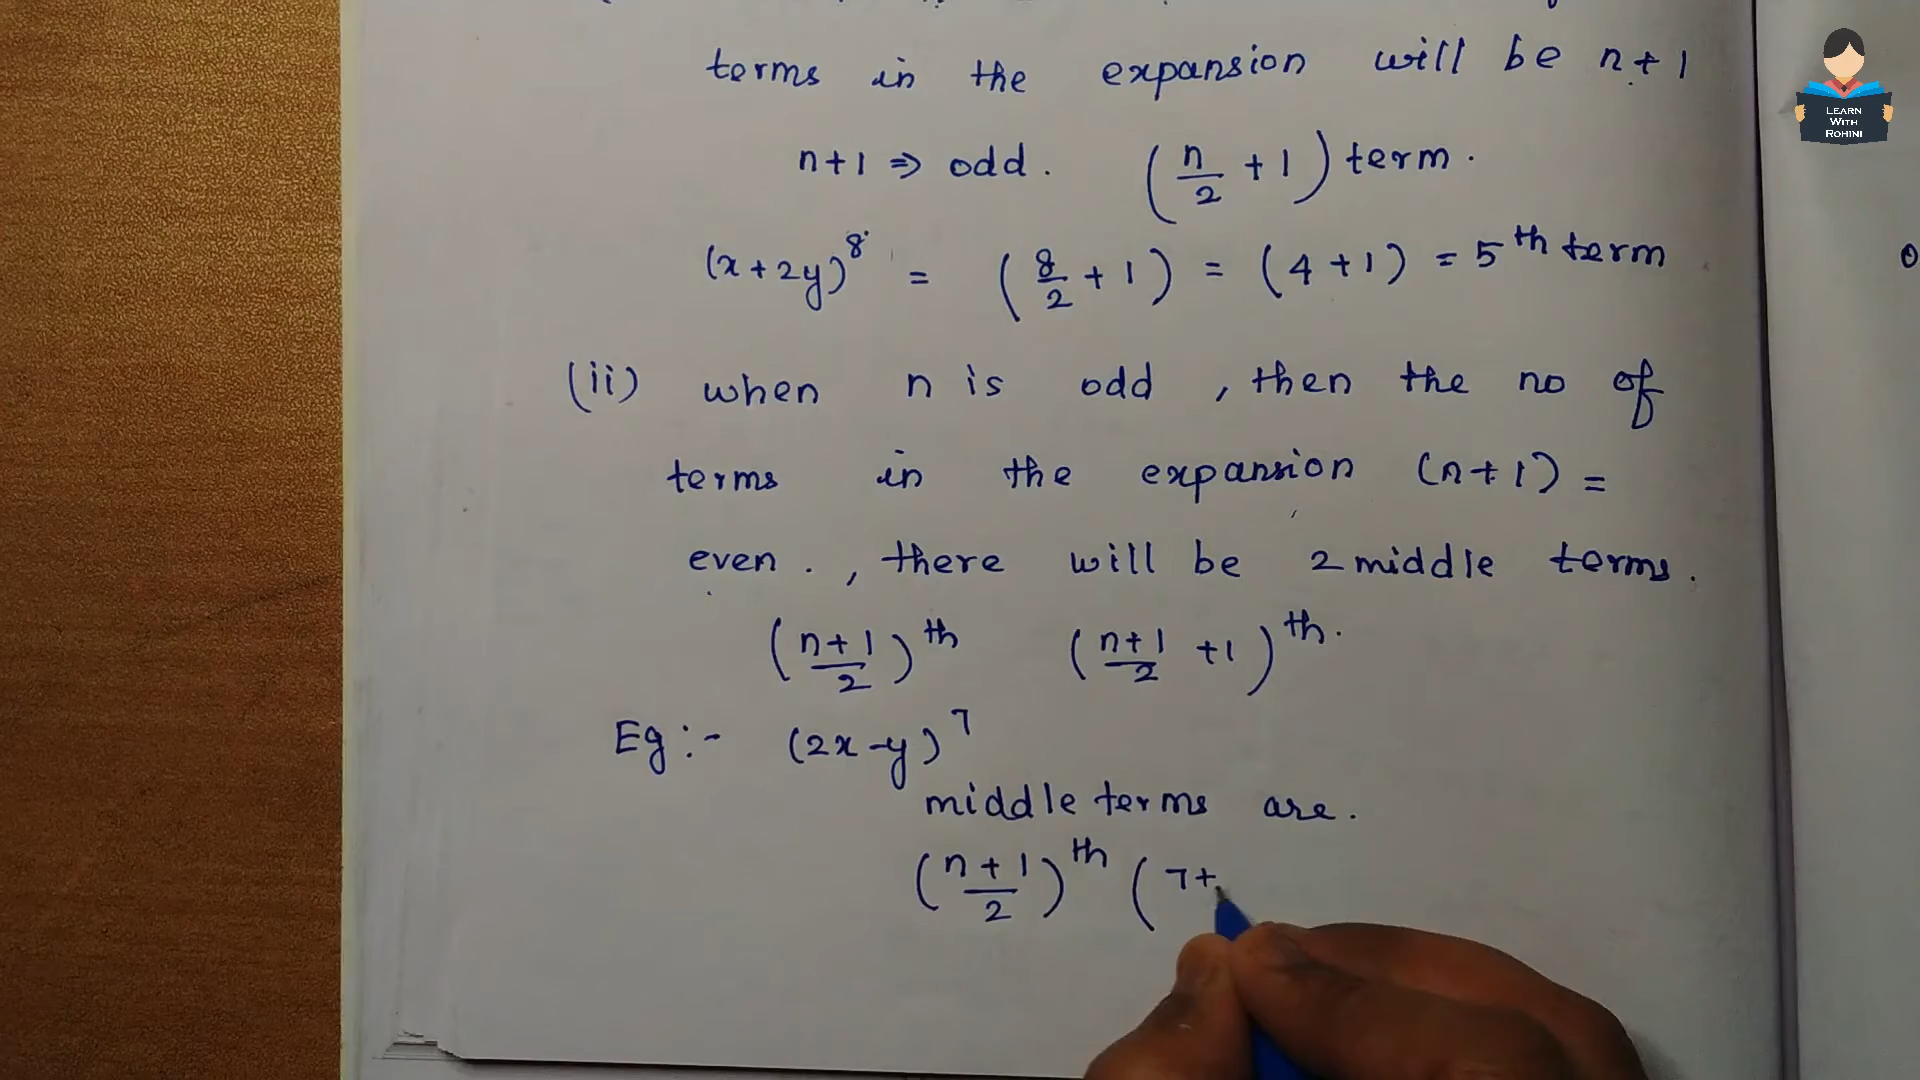 terms in the expansion will be n+1
n+1 ⇒ odd. (n/2 + 1) term.
(x+2y)^8 = (8/2 + 1) = (4+1) = 5^th term
(ii) when n is odd, then the no of
terms in the expansion (n+1) =
even., there will be 2 middle terms.
(n+1/2)^th (n+1/2 +1)^th.
Eg:- (2x-y)^7
middle terms are.
(n+1/2)^th (7+
LEARN
WITH
ROHINI